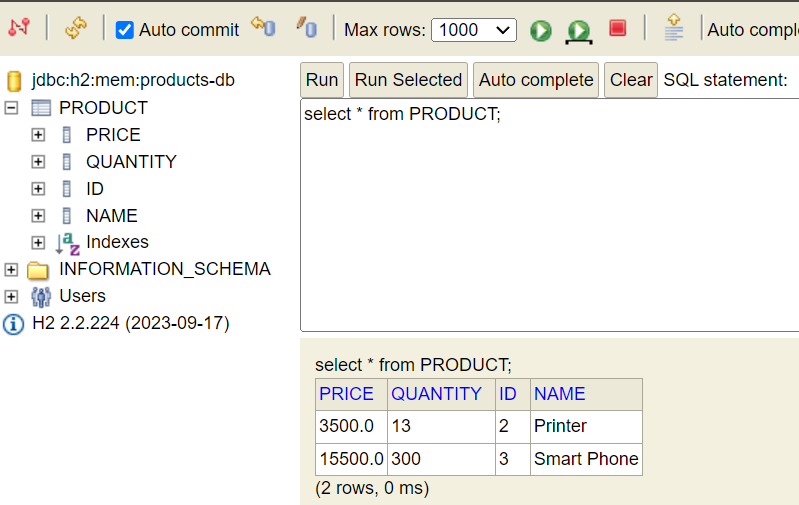 Auto commit Max rows: 1000 Auto comple
jdbc:h2:mem:products-db
PRODUCT
PRICE
QUANTITY
ID
NAME
Indexes
INFORMATION_SCHEMA
Users
H2 2.2.224 (2023-09-17)
Run Run Selected Auto complete Clear SQL statement:
select * from PRODUCT;
select * from PRODUCT;
PRICE QUANTITY ID NAME
3500.0 13 2 Printer
15500.0 300 3 Smart Phone
(2 rows, 0 ms)